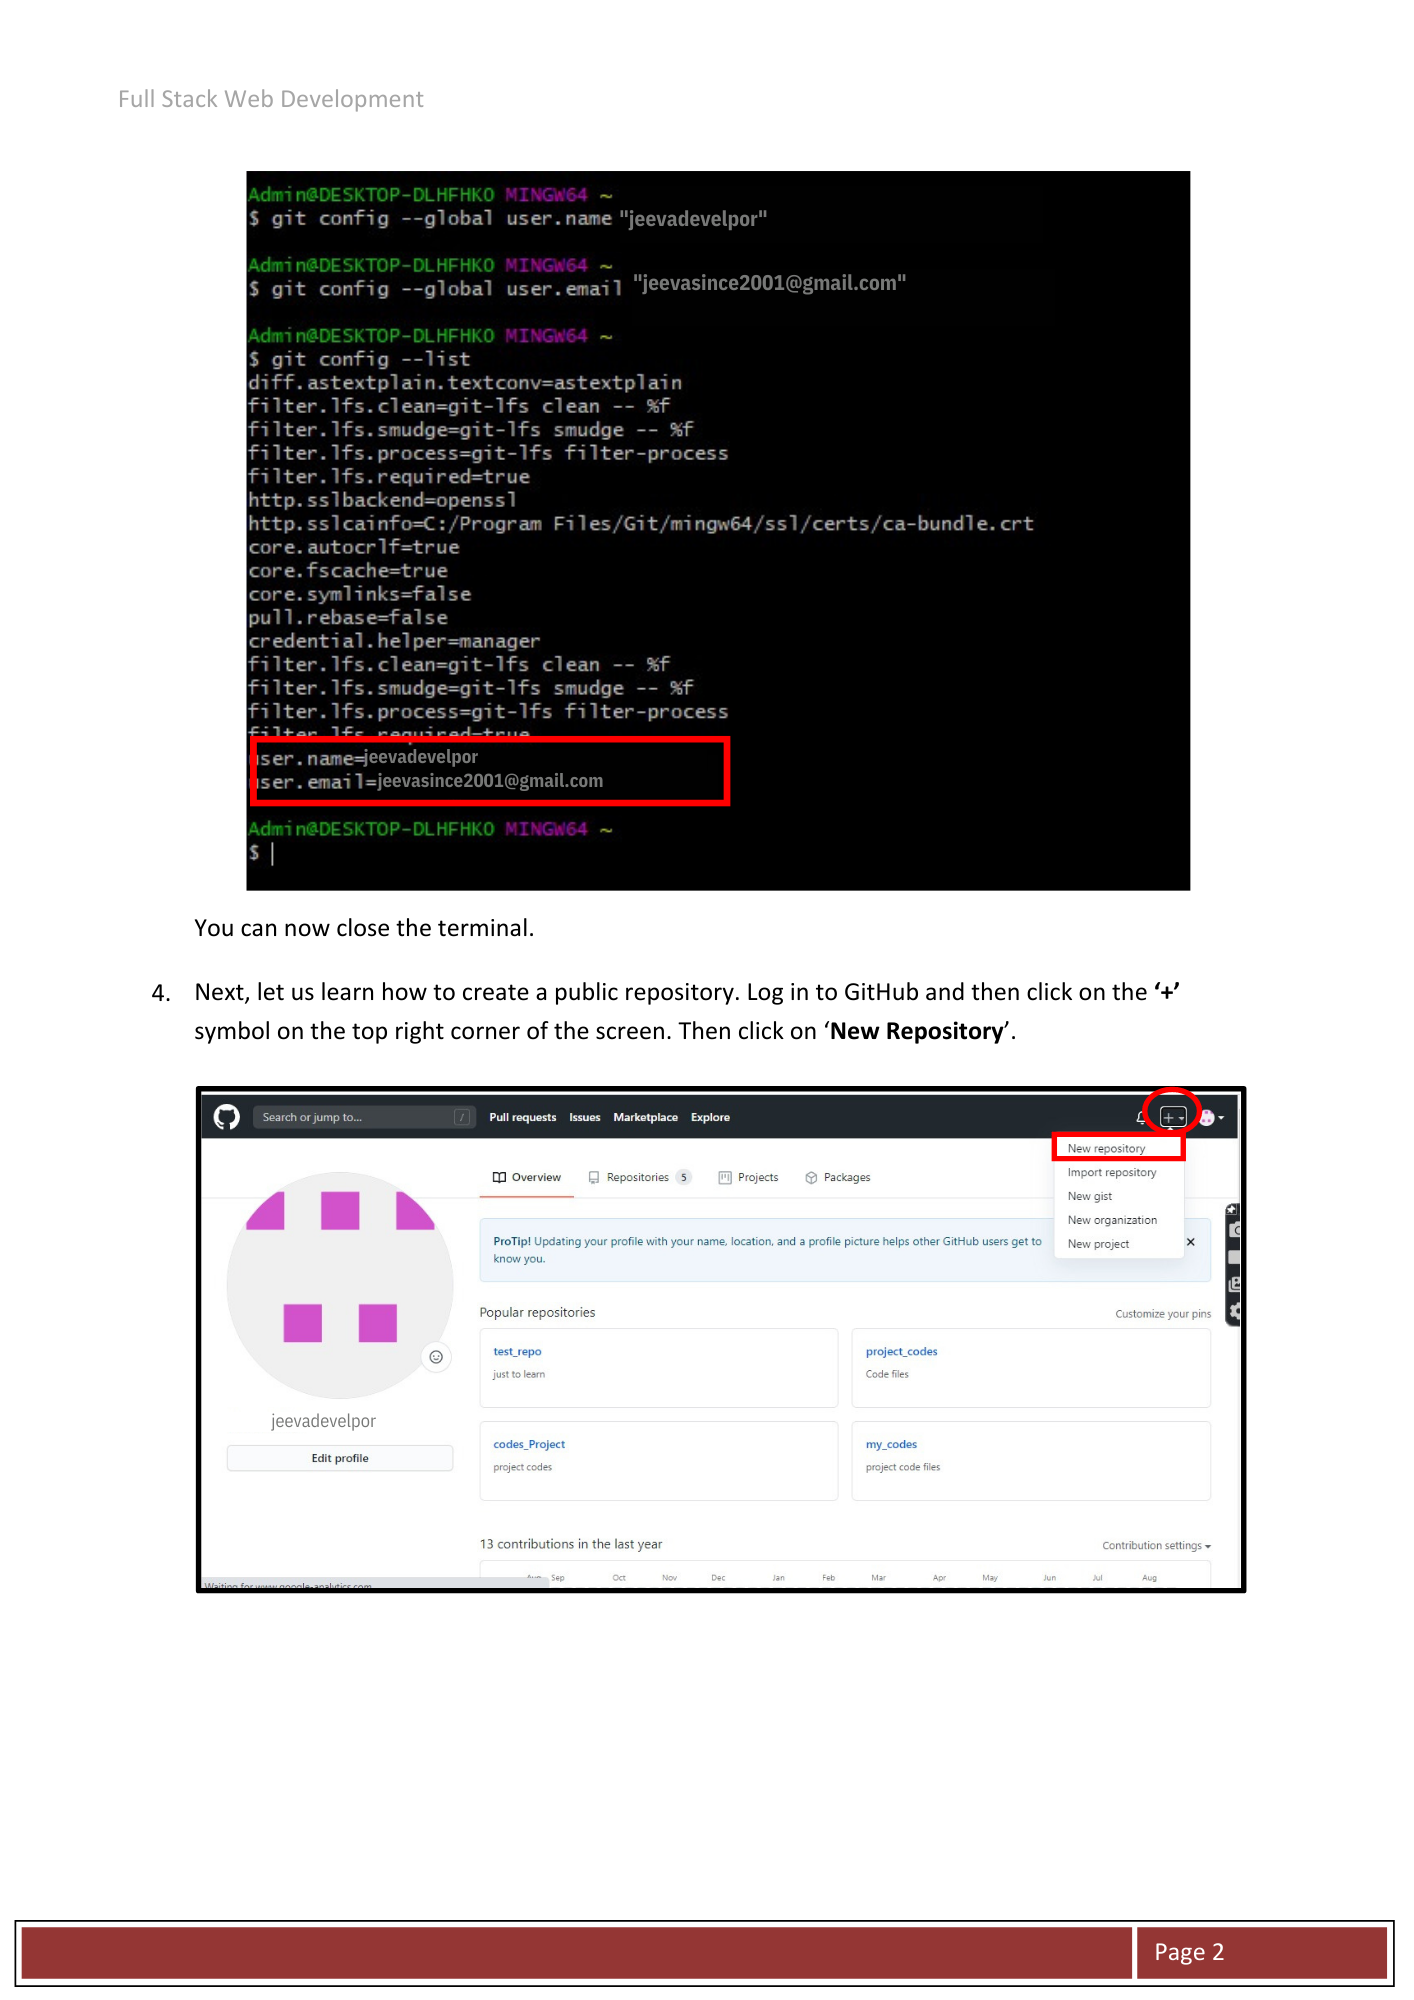 Full Stack Web Development
Admin@DESKTOP-DLHFHKO MINGW64 ~
$ git config --global user.name "jeevadevelpor"
Admin@DESKTOP-DLHFHKO MINGW64 ~
$ git config --global user.email "jeevasince2001@gmail.com"
Admin@DESKTOP-DLHFHKO MINGW64 ~
$ git config --list
diff.astextplain.textconv=astextplain
filter.lfs.clean=git-lfs clean -- %f
filter.lfs.smudge=git-lfs smudge -- %f
filter.lfs.process=git-lfs filter-process
filter.lfs.required=true
http.sslbackend=openssl
http.sslcainfo=C:/Program Files/Git/mingw64/ssl/certs/ca-bundle.crt
core.autocrlf=true
core.fscache=true
core.symlinks=false
pull.rebase=false
credential.helper=manager
filter.lfs.clean=git-lfs clean -- %f
filter.lfs.smudge=git-lfs smudge -- %f
filter.lfs.process=git-lfs filter-process
filter.lfs.required=true
user.name=jeevadevelpor
user.email=jeevasince2001@gmail.com
Admin@DESKTOP-DLHFHKO MINGW64 ~
$
You can now close the terminal.
4. Next, let us learn how to create a public repository. Log in to GitHub and then click on the ‘+’
symbol on the top right corner of the screen. Then click on ‘New Repository’.
Search or jump to... / Pull requests Issues Marketplace Explore
New repository
Import repository
New gist
New organization
New project
Overview Repositories 5 Projects Packages
ProTip! Updating your profile with your name, location, and a profile picture helps other GitHub users get to
know you.
Popular repositories Customize your pins
test_repo
just to learn
project_codes
Code files
jeevadevelpor
Edit profile
codes_Project
project codes
my_codes
project code files
13 contributions in the last year Contribution settings
Aug Sep Oct Nov Dec Jan Feb Mar Apr May Jun Jul Aug
Waiting for www.google-analytics.com
Page 2